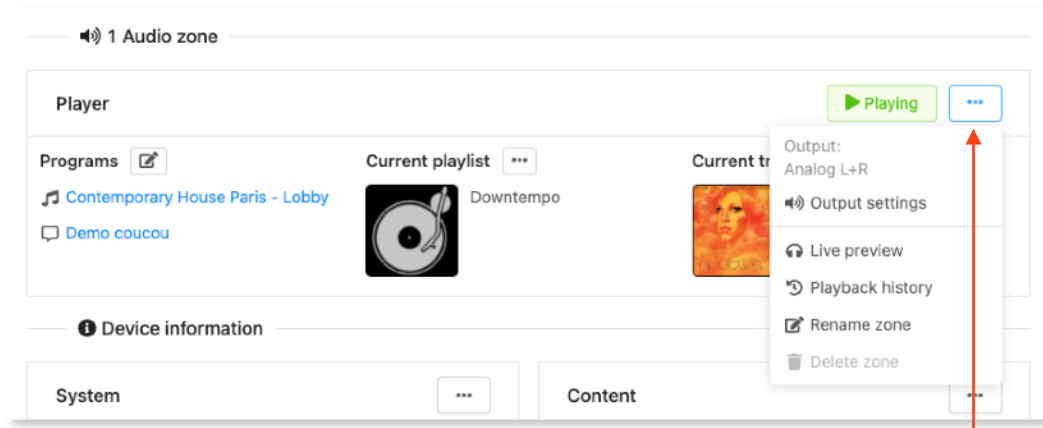 1 Audio zone
Player
Playing
Programs
Current playlist
Current tr
Output:
Analog L+R
Contemporary House Paris - Lobby
Downtempo
Output settings
Demo coucou
Live preview
Playback history
Device information
Rename zone
Delete zone
System
Content